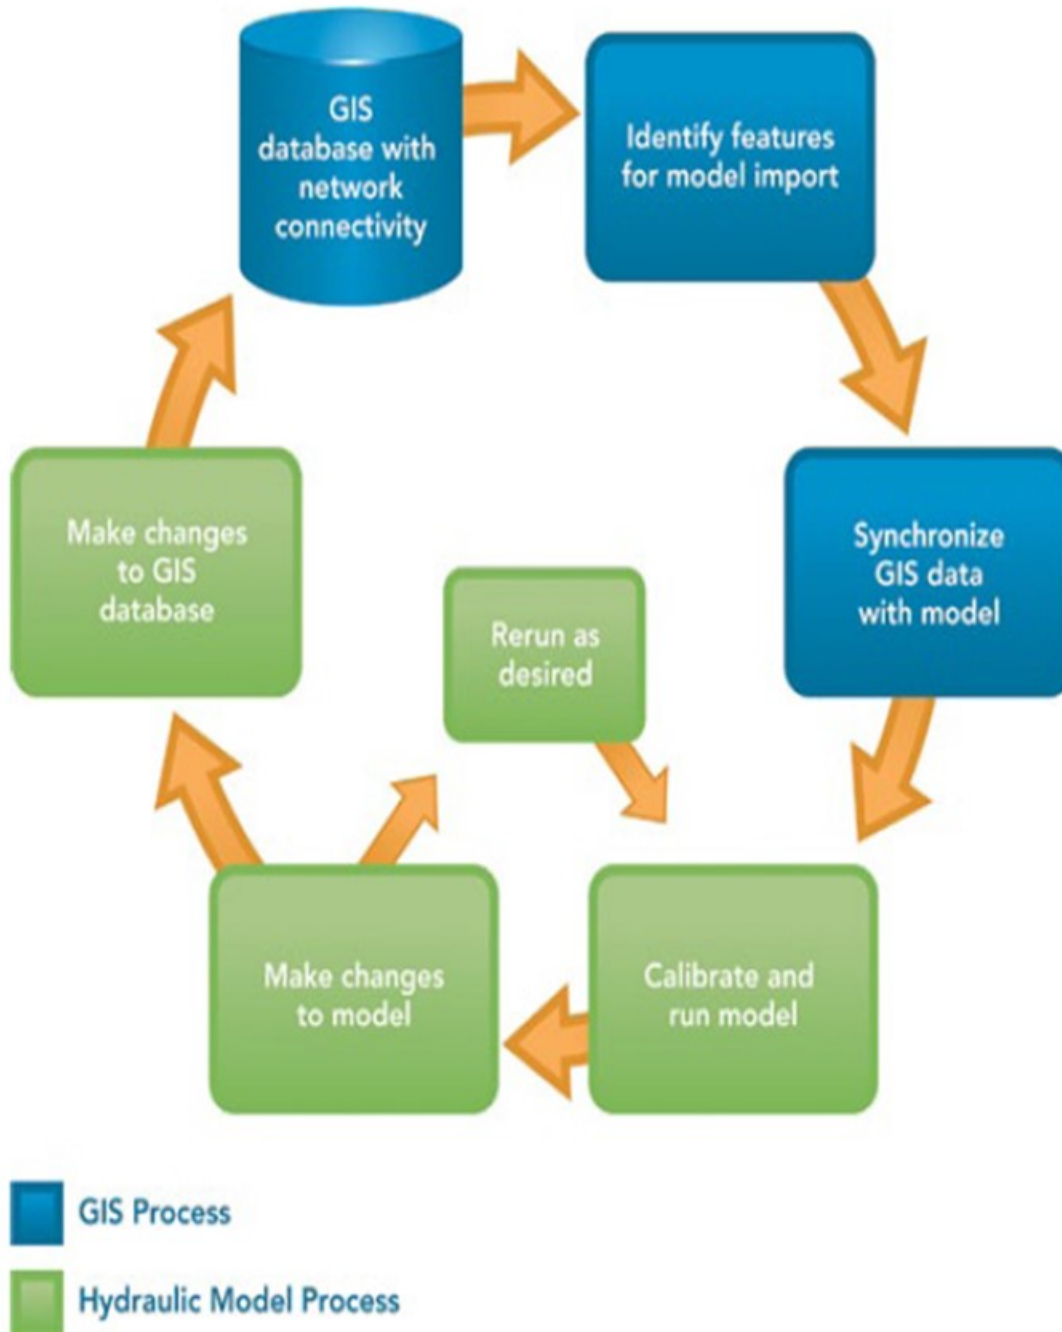 GIS
database with
network
connectivity
Identify features
for model import
Synchronize
GIS data
with model
Calibrate and
run model
Make changes
to model
Rerun as
desired
Make changes
to GIS
database
GIS Process
Hydraulic Model Process